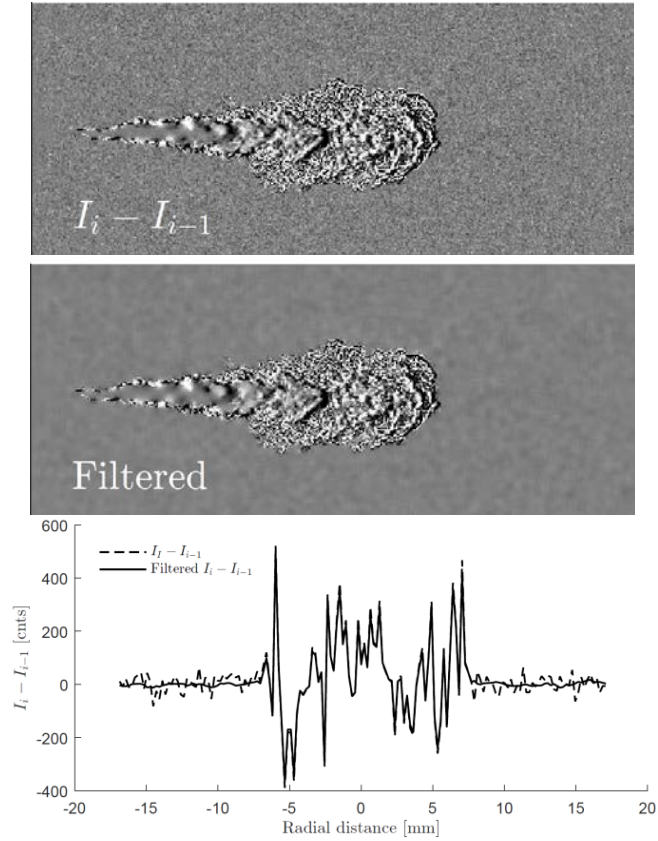 I_i − I_{i−1}
Filtered
600
400
200
0
-200
-400
I_i − I_{i−1} [cnts]
I_I − I_{i−1}
Filtered I_i − I_{i−1}
-20 -15 -10 -5 0 5 10 15 20
Radial distance [mm]